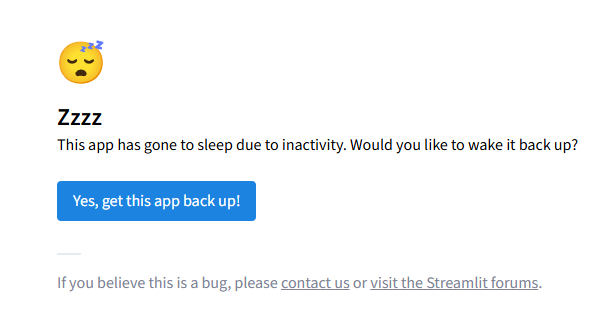 Zzzz
This app has gone to sleep due to inactivity. Would you like to wake it back up?
Yes, get this app back up!
If you believe this is a bug, please contact us or visit the Streamlit forums.